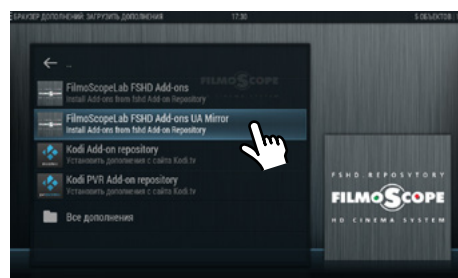 БРАУЗЕР ДОПОЛНЕНИЙ: ЗАГРУЗИТЬ ДОПОЛНЕНИЯ 17:30 5 ОБЪЕКТОВ
..
FILMOSCOPE
FilmoScopeLab FSHD Add-ons
Install Add-ons from fshd Add-on Repository
FilmoScopeLab FSHD Add-ons UA Mirror
Install Add-ons from fshd Add-on Repository
Kodi Add-on repository
Установить дополнения с сайта Kodi.tv
Kodi PVR Add-on repository
Установить дополнения с сайта Kodi.tv
Все дополнения
FSHD.REPOSYTORY
FILMOSCOPE
HD CINEMA SYSTEM